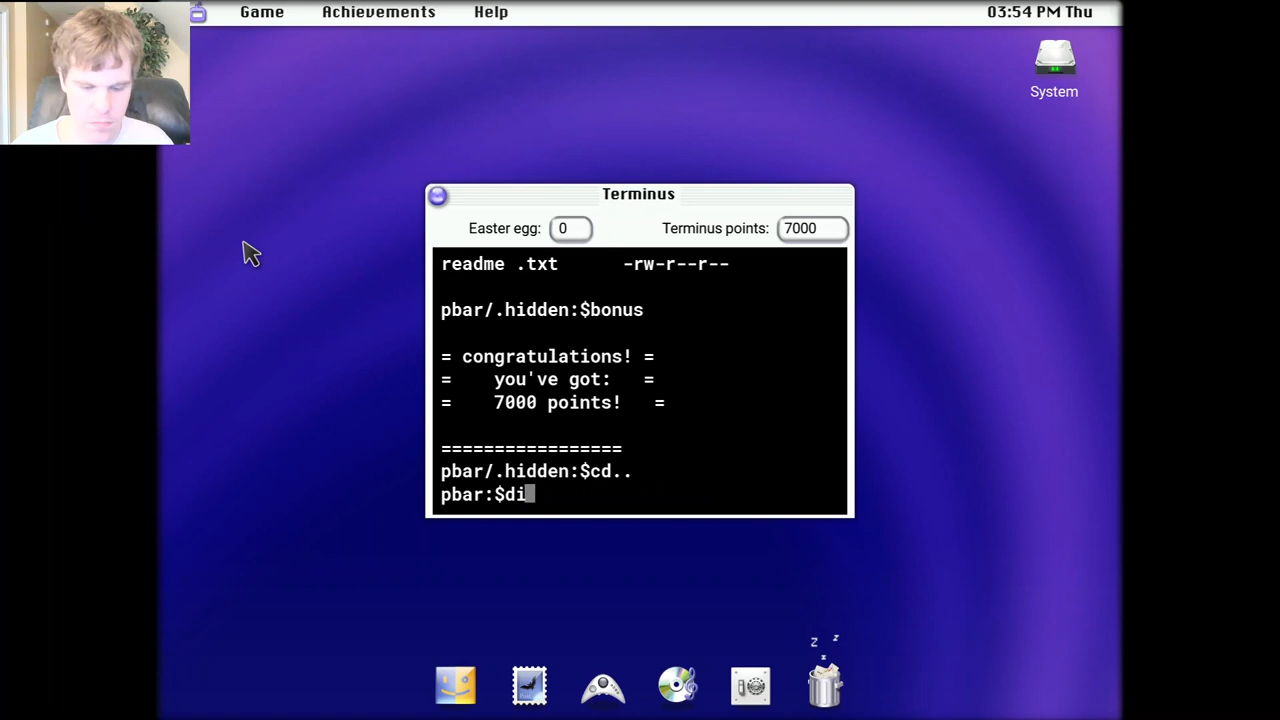 Game Achievements Help 03:54 PM Thu
System
Terminus
Easter egg: 0 Terminus points: 7000
readme .txt -rw-r--r--
pbar/.hidden:$bonus
= congratulations! =
= you've got: =
= 7000 points! =
=================
pbar/.hidden:$cd..
pbar:$di
z z
z